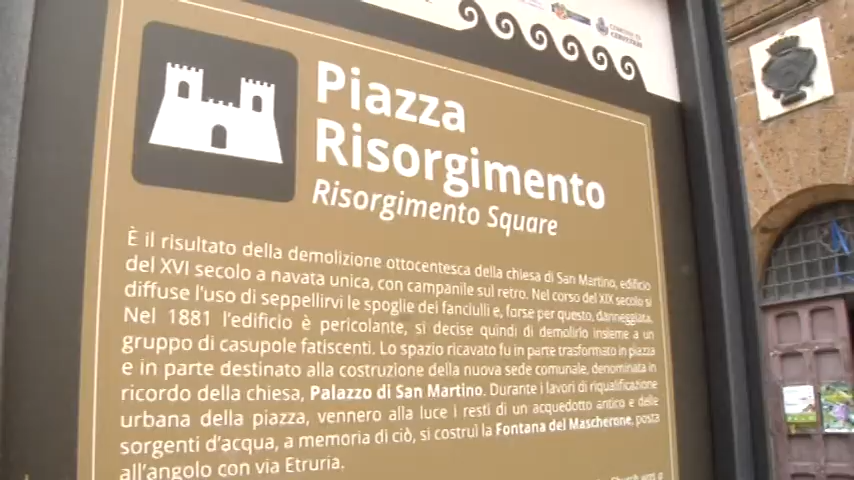 COMUNE DI
CERVETERI
Piazza
Risorgimento
Risorgimento Square
È il risultato della demolizione ottocentesca della chiesa di San Martino, edificio
del XVI secolo a navata unica, con campanile sul retro. Nel corso del XIX secolo si
diffuse l'uso di seppellirvi le spoglie dei fanciulli e, forse per questo, danneggiata.
Nel 1881 l'edificio è pericolante, si decise quindi di demolirlo insieme a un
gruppo di casupole fatiscenti. Lo spazio ricavato fu in parte trasformato in piazza
e in parte destinato alla costruzione della nuova sede comunale, denominata in
ricordo della chiesa, Palazzo di San Martino. Durante i lavori di riqualificazione
urbana della piazza, vennero alla luce i resti di un acquedotto antico e delle
sorgenti d'acqua, a memoria di ciò, si costruì la Fontana del Mascherone, posta
all'angolo con via Etruria.